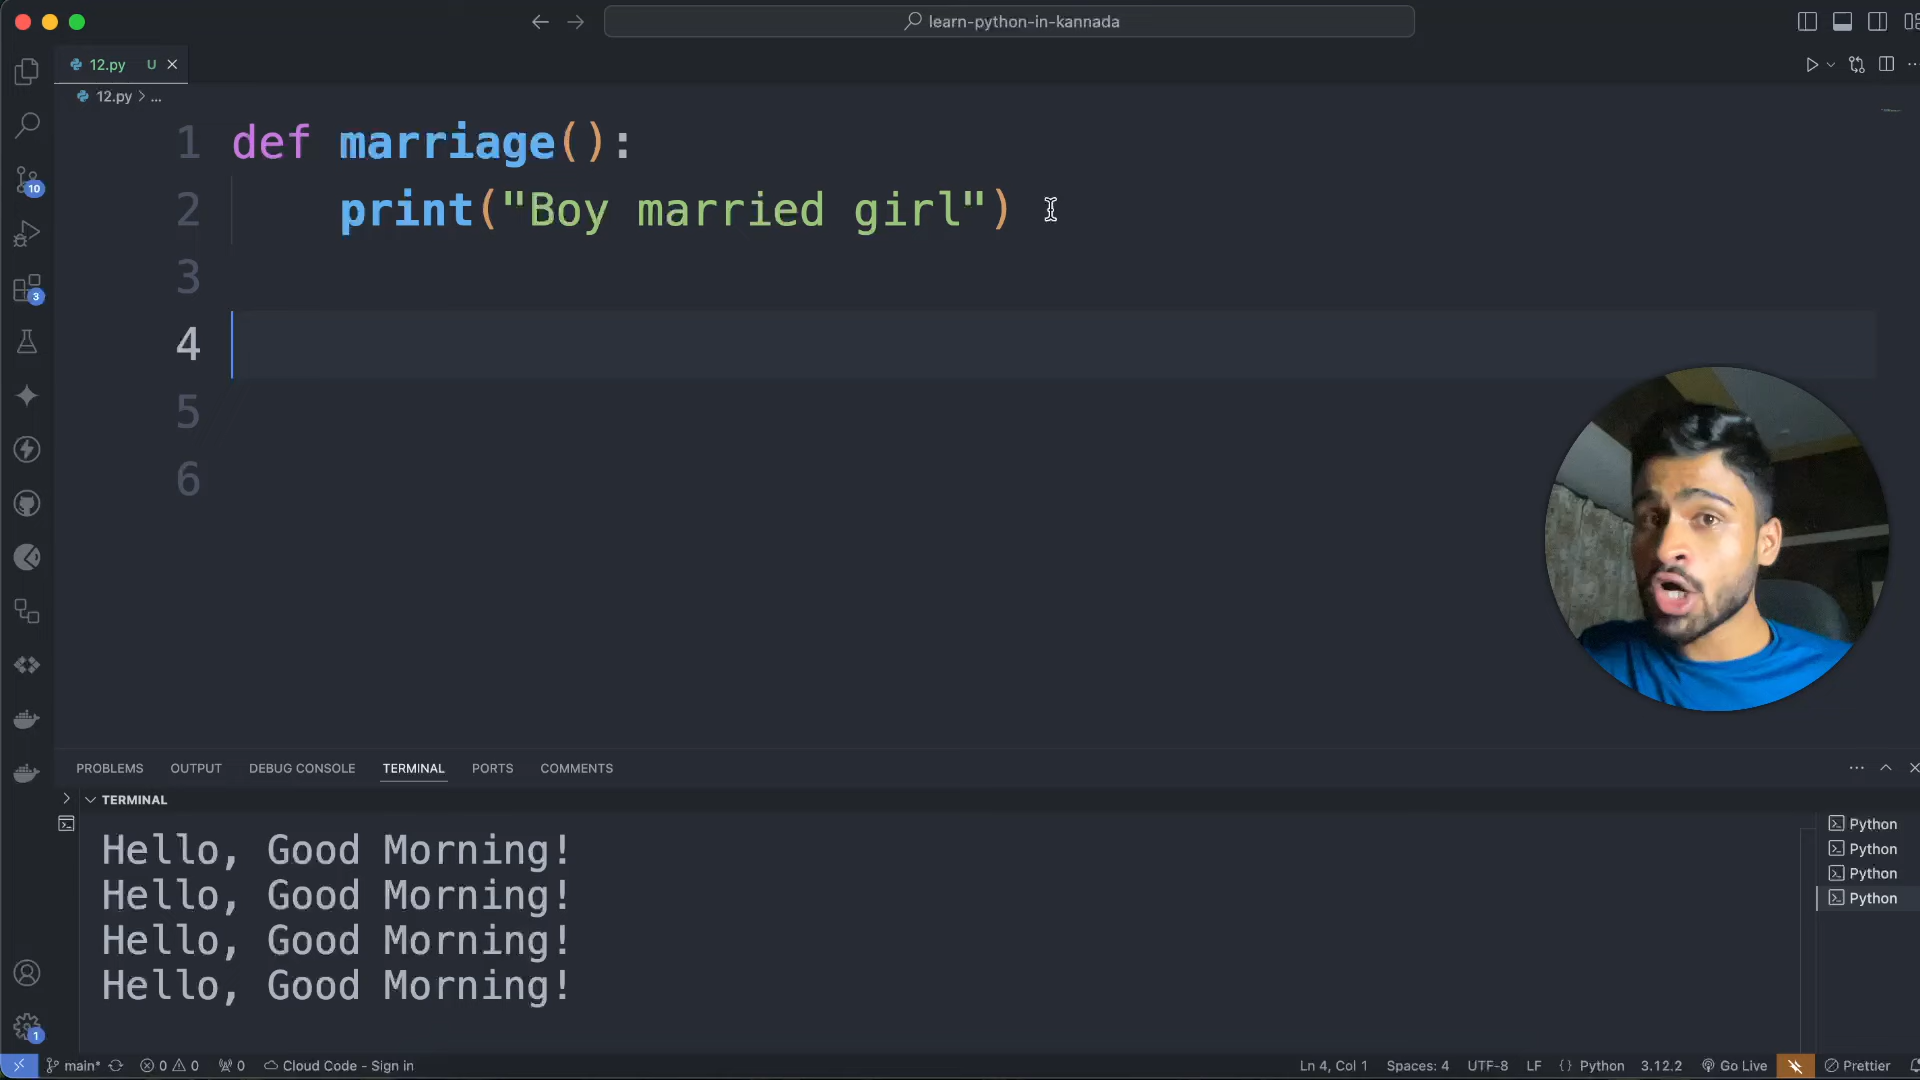 learn-python-in-kannada
12.py U
12.py > ...
1 def marriage():
2 print("Boy married girl")
3
4
5
6
10
3
1
PROBLEMS OUTPUT DEBUG CONSOLE TERMINAL PORTS COMMENTS
TERMINAL
Hello, Good Morning!
Hello, Good Morning!
Hello, Good Morning!
Hello, Good Morning!
Python
Python
Python
Python
main* 0 0 0 Cloud Code - Sign in Ln 4, Col 1 Spaces: 4 UTF-8 LF {} Python 3.12.2 Go Live Prettier